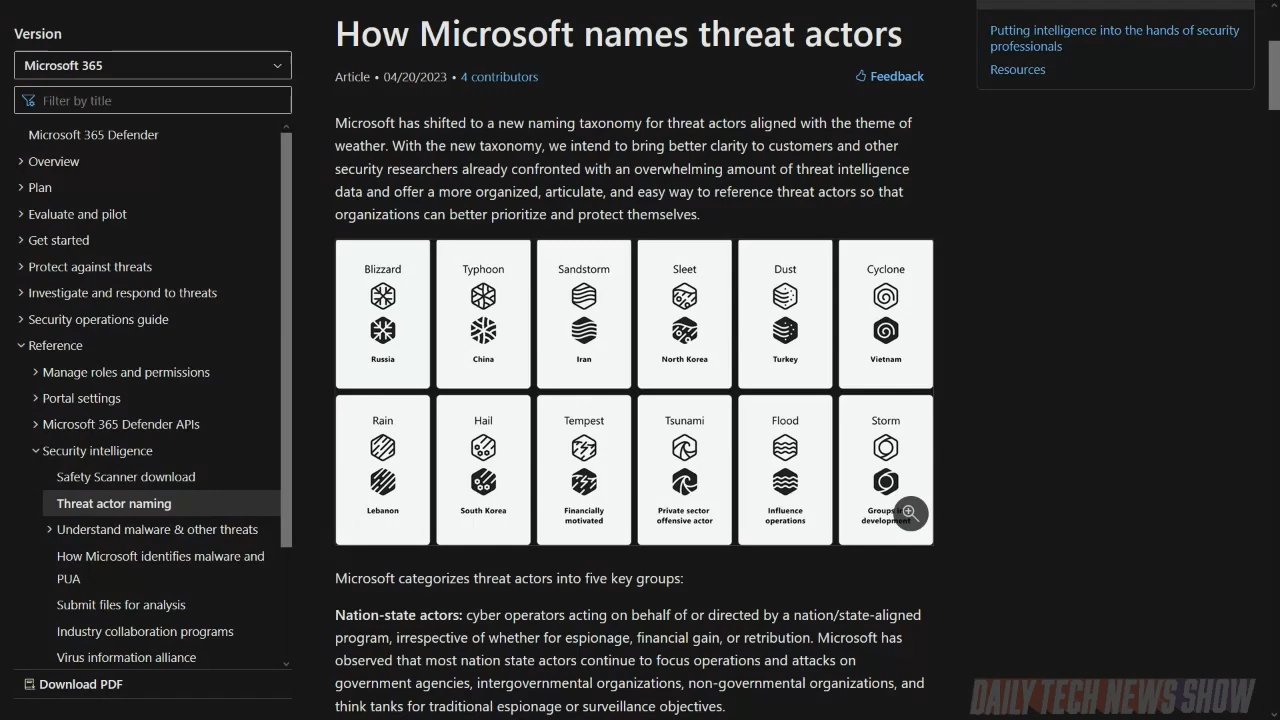 Version
Microsoft 365
Filter by title
Microsoft 365 Defender
Overview
Plan
Evaluate and pilot
Get started
Protect against threats
Investigate and respond to threats
Security operations guide
Reference
Manage roles and permissions
Portal settings
Microsoft 365 Defender APIs
Security intelligence
Safety Scanner download
Threat actor naming
Understand malware & other threats
How Microsoft identifies malware and
PUA
Submit files for analysis
Industry collaboration programs
Virus information alliance
Download PDF
How Microsoft names threat actors
Article • 04/20/2023 • 4 contributors
Feedback
Microsoft has shifted to a new naming taxonomy for threat actors aligned with the theme of
weather. With the new taxonomy, we intend to bring better clarity to customers and other
security researchers already confronted with an overwhelming amount of threat intelligence
data and offer a more organized, articulate, and easy way to reference threat actors so that
organizations can better prioritize and protect themselves.
Blizzard
Russia
Typhoon
China
Sandstorm
Iran
Sleet
North Korea
Dust
Turkey
Cyclone
Vietnam
Rain
Lebanon
Hail
South Korea
Tempest
Financially
motivated
Tsunami
Private sector
offensive actor
Flood
Influence
operations
Storm
Groups in
development
Microsoft categorizes threat actors into five key groups:
Nation-state actors: cyber operators acting on behalf of or directed by a nation/state-aligned
program, irrespective of whether for espionage, financial gain, or retribution. Microsoft has
observed that most nation state actors continue to focus operations and attacks on
government agencies, intergovernmental organizations, non-governmental organizations, and
think tanks for traditional espionage or surveillance objectives.
Putting intelligence into the hands of security
professionals
Resources
DAILY TECH NEWS SHOW